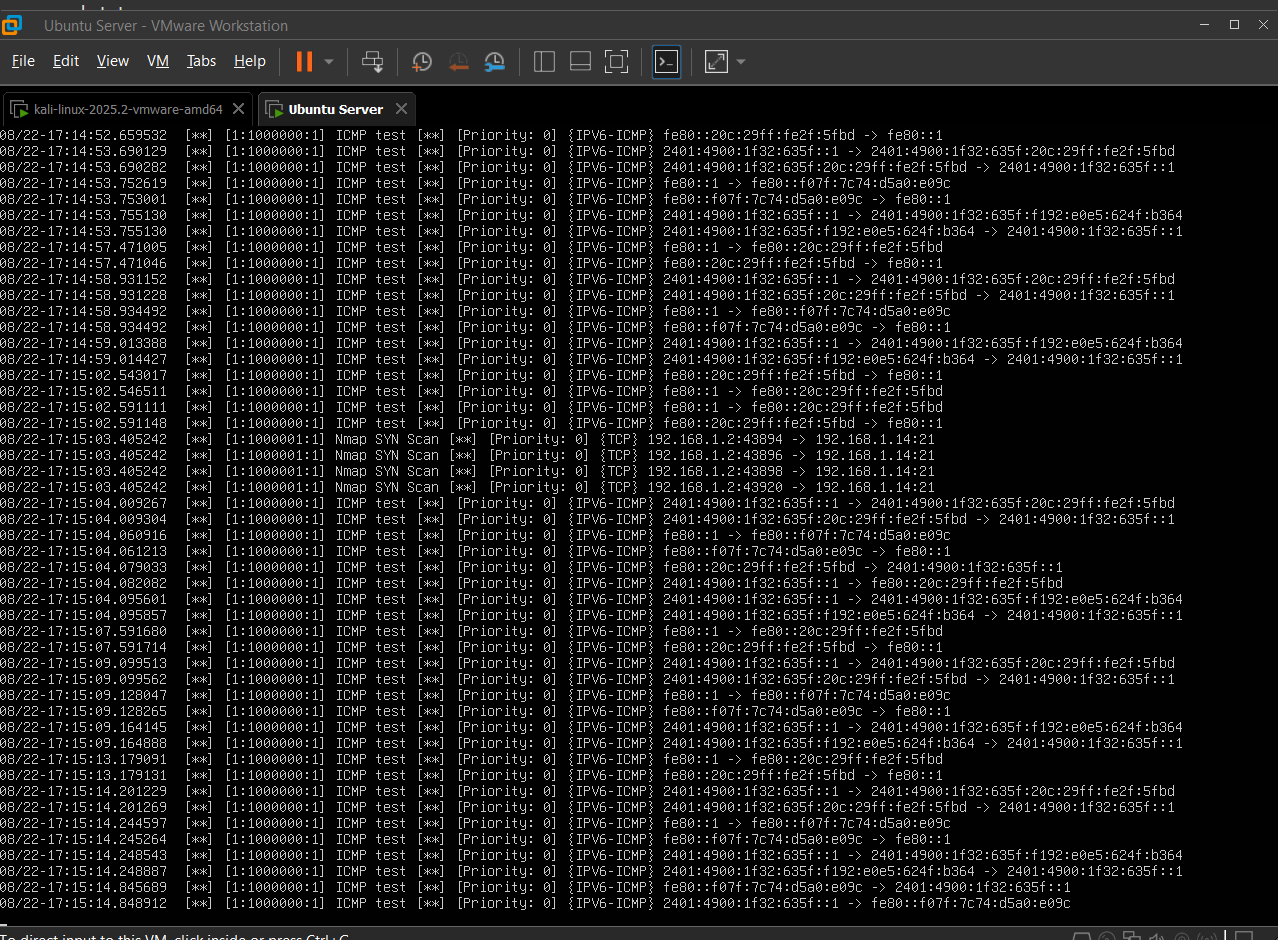 Ubuntu Server - VMware Workstation
File Edit View VM Tabs Help
kali-linux-2025.2-vmware-amd64
Ubuntu Server
08/22-17:14:52.659532 [**] [1:1000000:1] ICMP test [**] [Priority: 0] {IPV6-ICMP} fe80::20c:29ff:fe2f:5fbd -> fe80::1
08/22-17:14:53.690129 [**] [1:1000000:1] ICMP test [**] [Priority: 0] {IPV6-ICMP} 2401:4900:1f32:635f::1 -> 2401:4900:1f32:635f:20c:29ff:fe2f:5fbd
08/22-17:14:53.690282 [**] [1:1000000:1] ICMP test [**] [Priority: 0] {IPV6-ICMP} 2401:4900:1f32:635f:20c:29ff:fe2f:5fbd -> 2401:4900:1f32:635f::1
08/22-17:14:53.752619 [**] [1:1000000:1] ICMP test [**] [Priority: 0] {IPV6-ICMP} fe80::1 -> fe80::f07f:7c74:d5a0:e09c
08/22-17:14:53.753001 [**] [1:1000000:1] ICMP test [**] [Priority: 0] {IPV6-ICMP} fe80::f07f:7c74:d5a0:e09c -> fe80::1
08/22-17:14:53.755130 [**] [1:1000000:1] ICMP test [**] [Priority: 0] {IPV6-ICMP} 2401:4900:1f32:635f::1 -> 2401:4900:1f32:635f:f192:e0e5:624f:b364
08/22-17:14:53.755130 [**] [1:1000000:1] ICMP test [**] [Priority: 0] {IPV6-ICMP} 2401:4900:1f32:635f:f192:e0e5:624f:b364 -> 2401:4900:1f32:635f::1
08/22-17:14:57.471005 [**] [1:1000000:1] ICMP test [**] [Priority: 0] {IPV6-ICMP} fe80::1 -> fe80::20c:29ff:fe2f:5fbd
08/22-17:14:57.471046 [**] [1:1000000:1] ICMP test [**] [Priority: 0] {IPV6-ICMP} fe80::20c:29ff:fe2f:5fbd -> fe80::1
08/22-17:14:58.931152 [**] [1:1000000:1] ICMP test [**] [Priority: 0] {IPV6-ICMP} 2401:4900:1f32:635f::1 -> 2401:4900:1f32:635f:20c:29ff:fe2f:5fbd
08/22-17:14:58.931228 [**] [1:1000000:1] ICMP test [**] [Priority: 0] {IPV6-ICMP} 2401:4900:1f32:635f:20c:29ff:fe2f:5fbd -> 2401:4900:1f32:635f::1
08/22-17:14:58.934492 [**] [1:1000000:1] ICMP test [**] [Priority: 0] {IPV6-ICMP} fe80::1 -> fe80::f07f:7c74:d5a0:e09c
08/22-17:14:58.934492 [**] [1:1000000:1] ICMP test [**] [Priority: 0] {IPV6-ICMP} fe80::f07f:7c74:d5a0:e09c -> fe80::1
08/22-17:14:59.013388 [**] [1:1000000:1] ICMP test [**] [Priority: 0] {IPV6-ICMP} 2401:4900:1f32:635f::1 -> 2401:4900:1f32:635f:f192:e0e5:624f:b364
08/22-17:14:59.014427 [**] [1:1000000:1] ICMP test [**] [Priority: 0] {IPV6-ICMP} 2401:4900:1f32:635f:f192:e0e5:624f:b364 -> 2401:4900:1f32:635f::1
08/22-17:15:02.543017 [**] [1:1000000:1] ICMP test [**] [Priority: 0] {IPV6-ICMP} fe80::20c:29ff:fe2f:5fbd -> fe80::1
08/22-17:15:02.546511 [**] [1:1000000:1] ICMP test [**] [Priority: 0] {IPV6-ICMP} fe80::1 -> fe80::20c:29ff:fe2f:5fbd
08/22-17:15:02.591111 [**] [1:1000000:1] ICMP test [**] [Priority: 0] {IPV6-ICMP} fe80::1 -> fe80::20c:29ff:fe2f:5fbd
08/22-17:15:02.591148 [**] [1:1000000:1] ICMP test [**] [Priority: 0] {IPV6-ICMP} fe80::20c:29ff:fe2f:5fbd -> fe80::1
08/22-17:15:03.405242 [**] [1:1000001:1] Nmap SYN Scan [**] [Priority: 0] {TCP} 192.168.1.2:43894 -> 192.168.1.14:21
08/22-17:15:03.405242 [**] [1:1000001:1] Nmap SYN Scan [**] [Priority: 0] {TCP} 192.168.1.2:43896 -> 192.168.1.14:21
08/22-17:15:03.405242 [**] [1:1000001:1] Nmap SYN Scan [**] [Priority: 0] {TCP} 192.168.1.2:43898 -> 192.168.1.14:21
08/22-17:15:03.405242 [**] [1:1000001:1] Nmap SYN Scan [**] [Priority: 0] {TCP} 192.168.1.2:43920 -> 192.168.1.14:21
08/22-17:15:04.009267 [**] [1:1000000:1] ICMP test [**] [Priority: 0] {IPV6-ICMP} 2401:4900:1f32:635f::1 -> 2401:4900:1f32:635f:20c:29ff:fe2f:5fbd
08/22-17:15:04.009304 [**] [1:1000000:1] ICMP test [**] [Priority: 0] {IPV6-ICMP} 2401:4900:1f32:635f:20c:29ff:fe2f:5fbd -> 2401:4900:1f32:635f::1
08/22-17:15:04.060916 [**] [1:1000000:1] ICMP test [**] [Priority: 0] {IPV6-ICMP} fe80::1 -> fe80::f07f:7c74:d5a0:e09c
08/22-17:15:04.061213 [**] [1:1000000:1] ICMP test [**] [Priority: 0] {IPV6-ICMP} fe80::f07f:7c74:d5a0:e09c -> fe80::1
08/22-17:15:04.079033 [**] [1:1000000:1] ICMP test [**] [Priority: 0] {IPV6-ICMP} fe80::20c:29ff:fe2f:5fbd -> 2401:4900:1f32:635f::1
08/22-17:15:04.082082 [**] [1:1000000:1] ICMP test [**] [Priority: 0] {IPV6-ICMP} 2401:4900:1f32:635f::1 -> fe80::20c:29ff:fe2f:5fbd
08/22-17:15:04.095601 [**] [1:1000000:1] ICMP test [**] [Priority: 0] {IPV6-ICMP} 2401:4900:1f32:635f::1 -> 2401:4900:1f32:635f:f192:e0e5:624f:b364
08/22-17:15:04.095857 [**] [1:1000000:1] ICMP test [**] [Priority: 0] {IPV6-ICMP} 2401:4900:1f32:635f:f192:e0e5:624f:b364 -> 2401:4900:1f32:635f::1
08/22-17:15:07.591680 [**] [1:1000000:1] ICMP test [**] [Priority: 0] {IPV6-ICMP} fe80::1 -> fe80::20c:29ff:fe2f:5fbd
08/22-17:15:07.591714 [**] [1:1000000:1] ICMP test [**] [Priority: 0] {IPV6-ICMP} fe80::20c:29ff:fe2f:5fbd -> fe80::1
08/22-17:15:09.099513 [**] [1:1000000:1] ICMP test [**] [Priority: 0] {IPV6-ICMP} 2401:4900:1f32:635f::1 -> 2401:4900:1f32:635f:20c:29ff:fe2f:5fbd
08/22-17:15:09.099562 [**] [1:1000000:1] ICMP test [**] [Priority: 0] {IPV6-ICMP} 2401:4900:1f32:635f:20c:29ff:fe2f:5fbd -> 2401:4900:1f32:635f::1
08/22-17:15:09.128047 [**] [1:1000000:1] ICMP test [**] [Priority: 0] {IPV6-ICMP} fe80::1 -> fe80::f07f:7c74:d5a0:e09c
08/22-17:15:09.128265 [**] [1:1000000:1] ICMP test [**] [Priority: 0] {IPV6-ICMP} fe80::f07f:7c74:d5a0:e09c -> fe80::1
08/22-17:15:09.164145 [**] [1:1000000:1] ICMP test [**] [Priority: 0] {IPV6-ICMP} 2401:4900:1f32:635f::1 -> 2401:4900:1f32:635f:f192:e0e5:624f:b364
08/22-17:15:09.164888 [**] [1:1000000:1] ICMP test [**] [Priority: 0] {IPV6-ICMP} 2401:4900:1f32:635f:f192:e0e5:624f:b364 -> 2401:4900:1f32:635f::1
08/22-17:15:13.179091 [**] [1:1000000:1] ICMP test [**] [Priority: 0] {IPV6-ICMP} fe80::1 -> fe80::20c:29ff:fe2f:5fbd
08/22-17:15:13.179131 [**] [1:1000000:1] ICMP test [**] [Priority: 0] {IPV6-ICMP} fe80::20c:29ff:fe2f:5fbd -> fe80::1
08/22-17:15:14.201229 [**] [1:1000000:1] ICMP test [**] [Priority: 0] {IPV6-ICMP} 2401:4900:1f32:635f::1 -> 2401:4900:1f32:635f:20c:29ff:fe2f:5fbd
08/22-17:15:14.201269 [**] [1:1000000:1] ICMP test [**] [Priority: 0] {IPV6-ICMP} 2401:4900:1f32:635f:20c:29ff:fe2f:5fbd -> 2401:4900:1f32:635f::1
08/22-17:15:14.244597 [**] [1:1000000:1] ICMP test [**] [Priority: 0] {IPV6-ICMP} fe80::1 -> fe80::f07f:7c74:d5a0:e09c
08/22-17:15:14.245264 [**] [1:1000000:1] ICMP test [**] [Priority: 0] {IPV6-ICMP} fe80::f07f:7c74:d5a0:e09c -> fe80::1
08/22-17:15:14.248543 [**] [1:1000000:1] ICMP test [**] [Priority: 0] {IPV6-ICMP} 2401:4900:1f32:635f::1 -> 2401:4900:1f32:635f:f192:e0e5:624f:b364
08/22-17:15:14.248887 [**] [1:1000000:1] ICMP test [**] [Priority: 0] {IPV6-ICMP} 2401:4900:1f32:635f:f192:e0e5:624f:b364 -> 2401:4900:1f32:635f::1
08/22-17:15:14.845689 [**] [1:1000000:1] ICMP test [**] [Priority: 0] {IPV6-ICMP} fe80::f07f:7c74:d5a0:e09c -> 2401:4900:1f32:635f::1
08/22-17:15:14.848912 [**] [1:1000000:1] ICMP test [**] [Priority: 0] {IPV6-ICMP} 2401:4900:1f32:635f::1 -> fe80::f07f:7c74:d5a0:e09c
To direct input to this VM, click inside or press Ctrl+G